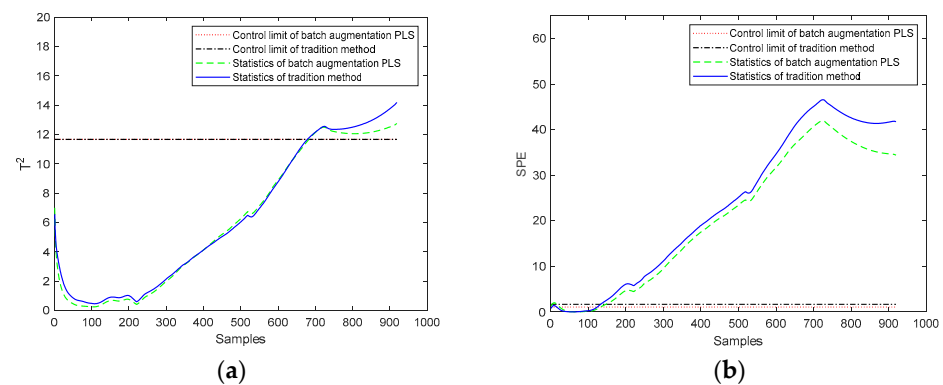 20
18
16
14
12
10
8
6
4
2
0
T²
0 100 200 300 400 500 600 700 800 900 1000
Samples
Control limit of batch augmentation PLS
Control limit of tradition method
Statistics of batch augmentation PLS
Statistics of tradition method
(a)
60
50
40
30
20
10
0
SPE
0 100 200 300 400 500 600 700 800 900 1000
Samples
Control limit of batch augmentation PLS
Control limit of tradition method
Statistics of batch augmentation PLS
Statistics of tradition method
(b)